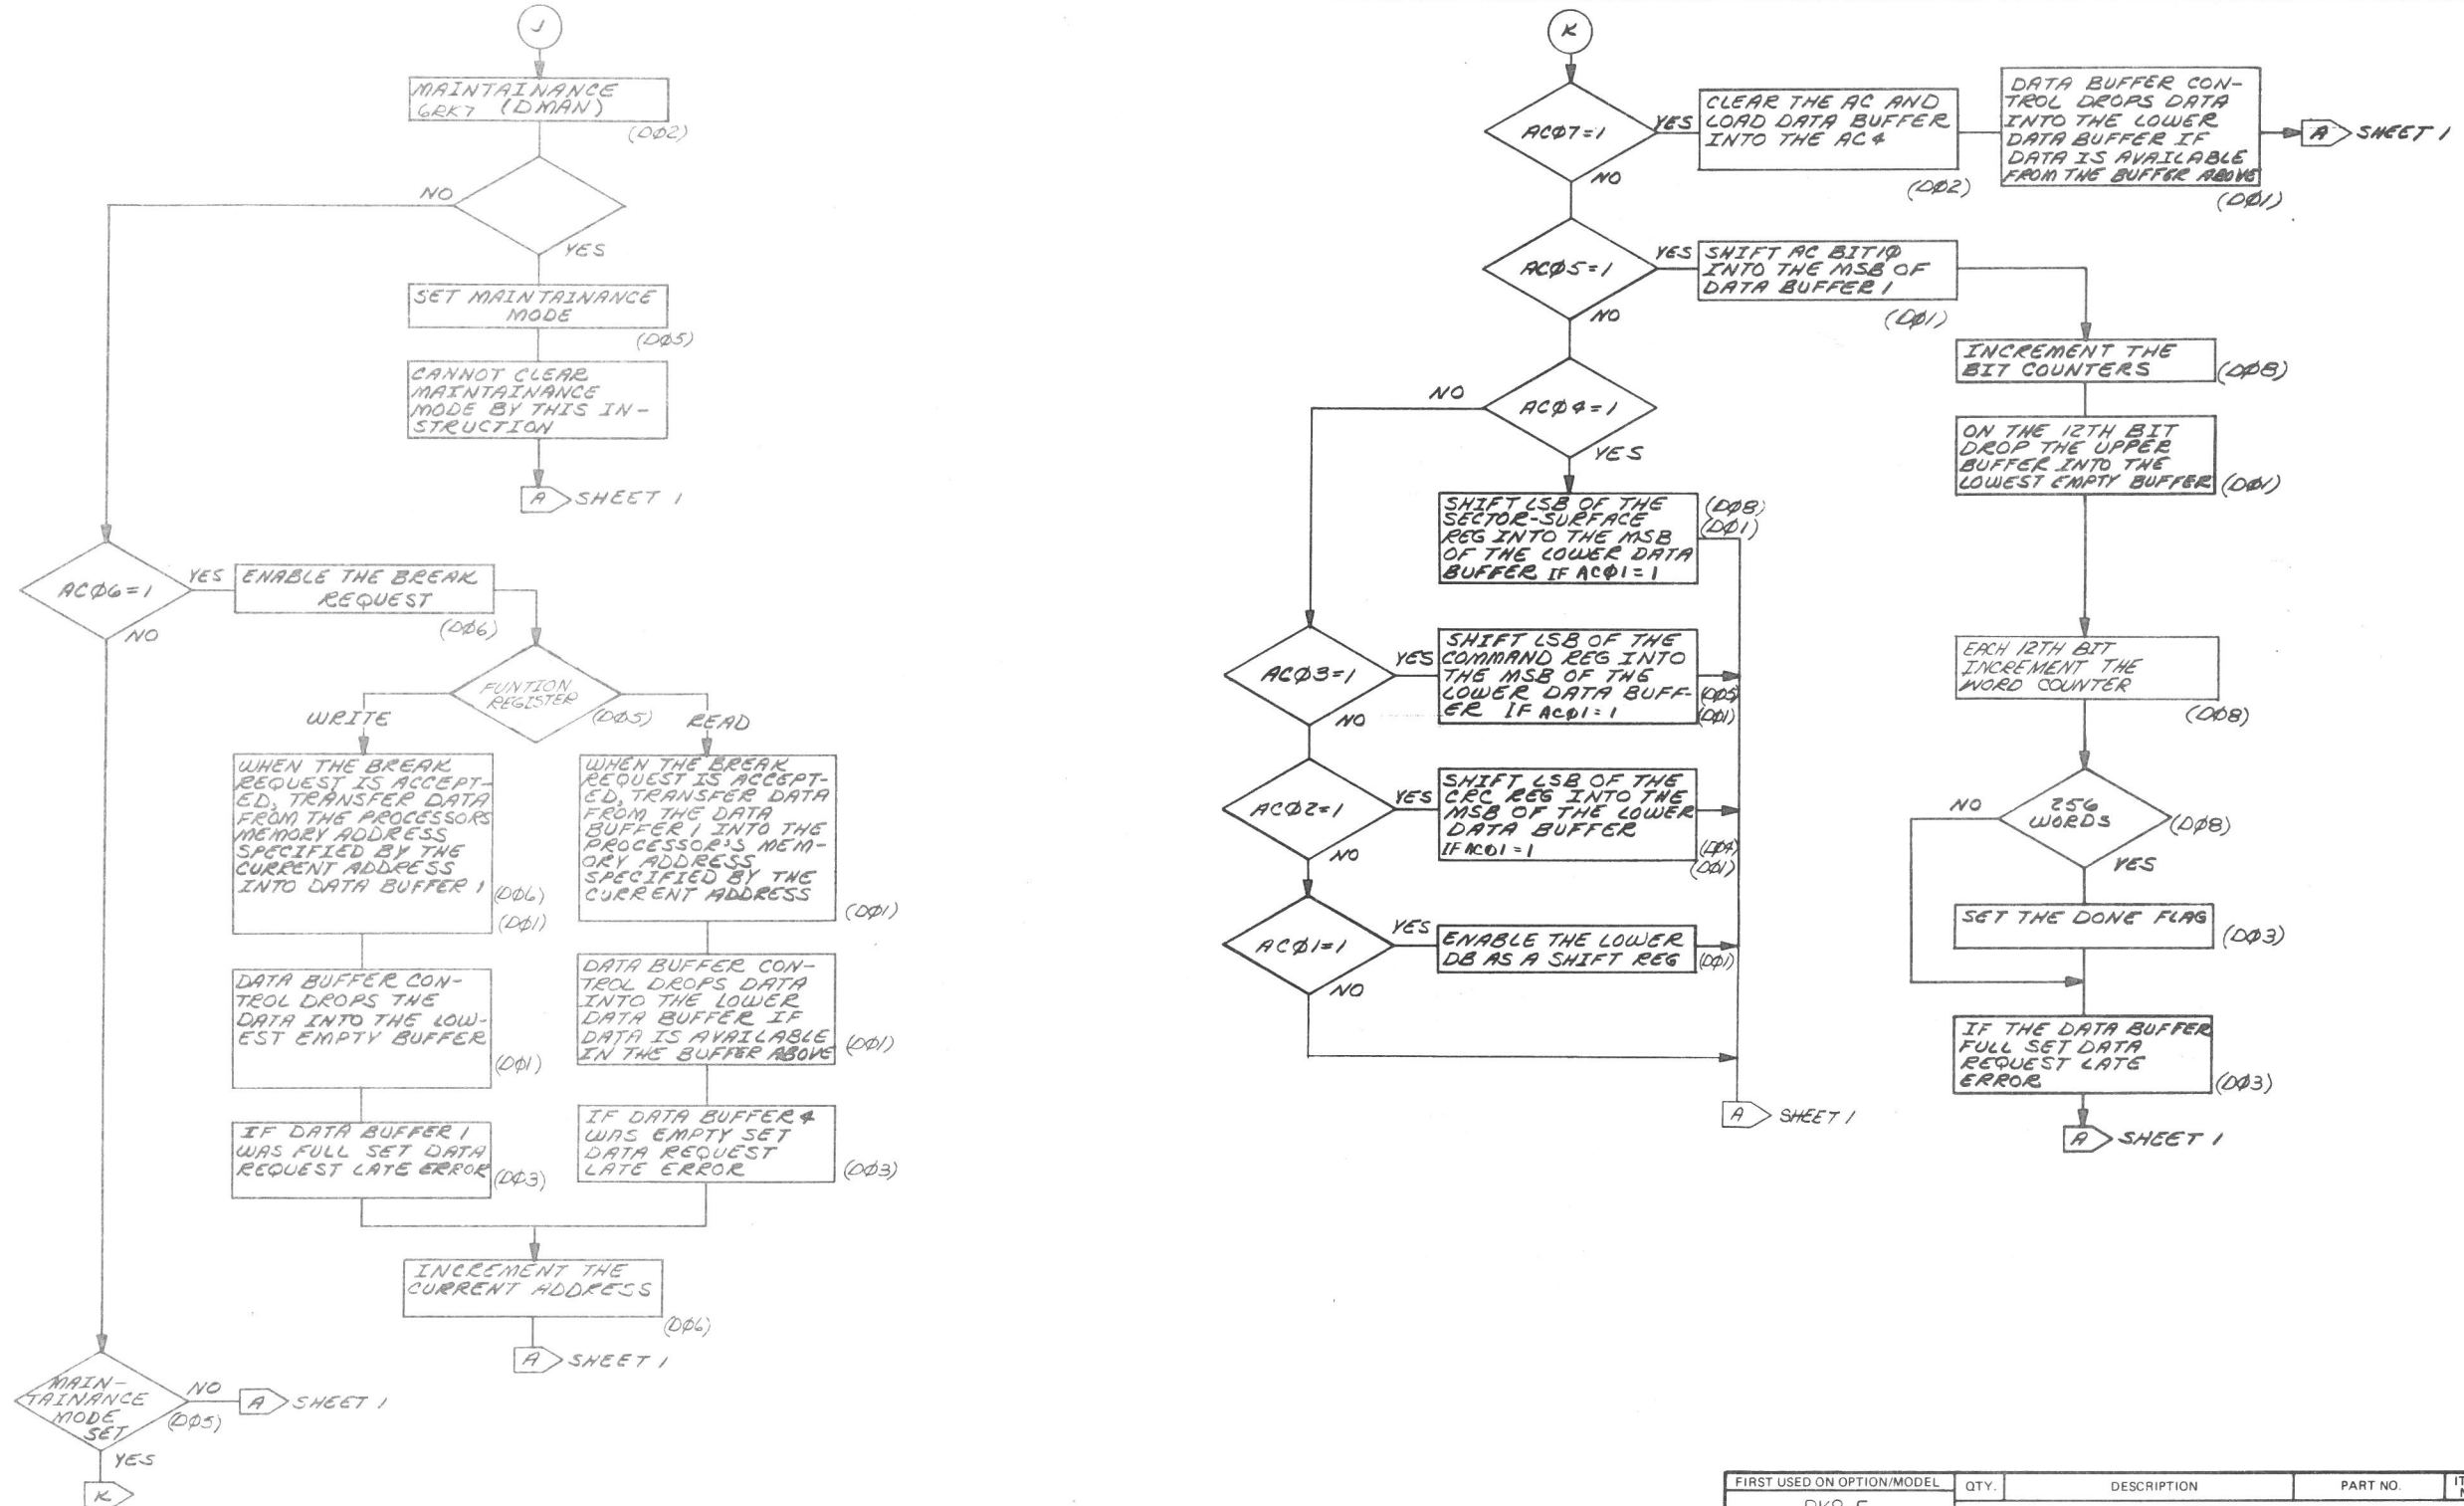 J
MAINTAINANCE
6RK7 (DMAN)
(DØ2)
NO
YES
SET MAINTAINANCE
MODE
(DØ5)
CANNOT CLEAR
MAINTAINANCE
MODE BY THIS IN-
STRUCTION
A SHEET 1
ACØ6=1
YES
NO
ENABLE THE BREAK
REQUEST
(DØ6)
FUNTION
REGISTER
(DØ5)
WRITE
READ
WHEN THE BREAK
REQUEST IS ACCEPT-
ED, TRANSFER DATA
FROM THE PROCESSORS
MEMORY ADDRESS
SPECIFIED BY THE
CURRENT ADDRESS
INTO DATA BUFFER 1
(DØ6)
(DØ1)
DATA BUFFER CON-
TROL DROPS THE
DATA INTO THE LOW-
EST EMPTY BUFFER
(DØ1)
IF DATA BUFFER 1
WAS FULL SET DATA
REQUEST LATE ERROR
(DØ3)
WHEN THE BREAK
REQUEST IS ACCEPT-
ED, TRANSFER DATA
FROM THE DATA
BUFFER 1 INTO THE
PROCESSOR'S MEM-
ORY ADDRESS
SPECIFIED BY THE
CURRENT ADDRESS
(DØ1)
DATA BUFFER CON-
TROL DROPS DATA
INTO THE LOWER
DATA BUFFER IF
DATA IS AVAILABLE
IN THE BUFFER ABOVE
(DØ1)
IF DATA BUFFER 4
WAS EMPTY SET
DATA REQUEST
LATE ERROR
(DØ3)
INCREMENT THE
CURRENT ADDRESS
(DØ6)
A SHEET 1
MAIN-
TAINANCE
MODE
SET
NO
(DØ5)
A SHEET 1
YES
K
K
ACØ7=1
YES
NO
CLEAR THE AC AND
LOAD DATA BUFFER
INTO THE AC 4
(DØ2)
DATA BUFFER CON-
TROL DROPS DATA
INTO THE LOWER
DATA BUFFER IF
DATA IS AVAILABLE
FROM THE BUFFER ABOVE
(DØ1)
A SHEET 1
ACØ5=1
YES
NO
SHIFT AC BIT1Ø
INTO THE MSB OF
DATA BUFFER 1
(DØ1)
INCREMENT THE
BIT COUNTERS
(DØ8)
ON THE 12TH BIT
DROP THE UPPER
BUFFER INTO THE
LOWEST EMPTY BUFFER
(DØ1)
EACH 12TH BIT
INCREMENT THE
WORD COUNTER
(DØ8)
256
WORDS
(DØ8)
NO
YES
SET THE DONE FLAG
(DØ3)
IF THE DATA BUFFER
FULL SET DATA
REQUEST LATE
ERROR
(DØ3)
A SHEET 1
ACØ4=1
NO
YES
SHIFT LSB OF THE
SECTOR-SURFACE
REG INTO THE MSB
OF THE LOWER DATA
BUFFER IF ACØ1=1
(DØ8)
(DØ1)
ACØ3=1
YES
NO
SHIFT LSB OF THE
COMMAND REG INTO
THE MSB OF THE
LOWER DATA BUFF-
ER IF ACØ1=1
(DØ5)
(DØ1)
ACØ2=1
YES
NO
SHIFT LSB OF THE
CRC REG INTO THE
MSB OF THE LOWER
DATA BUFFER
IF ACØ1=1
(DØ4)
(DØ1)
ACØ1=1
YES
NO
ENABLE THE LOWER
DB AS A SHIFT REG
(DØ1)
A SHEET 1
FIRST USED ON OPTION/MODEL
QTY.
DESCRIPTION
PART NO.